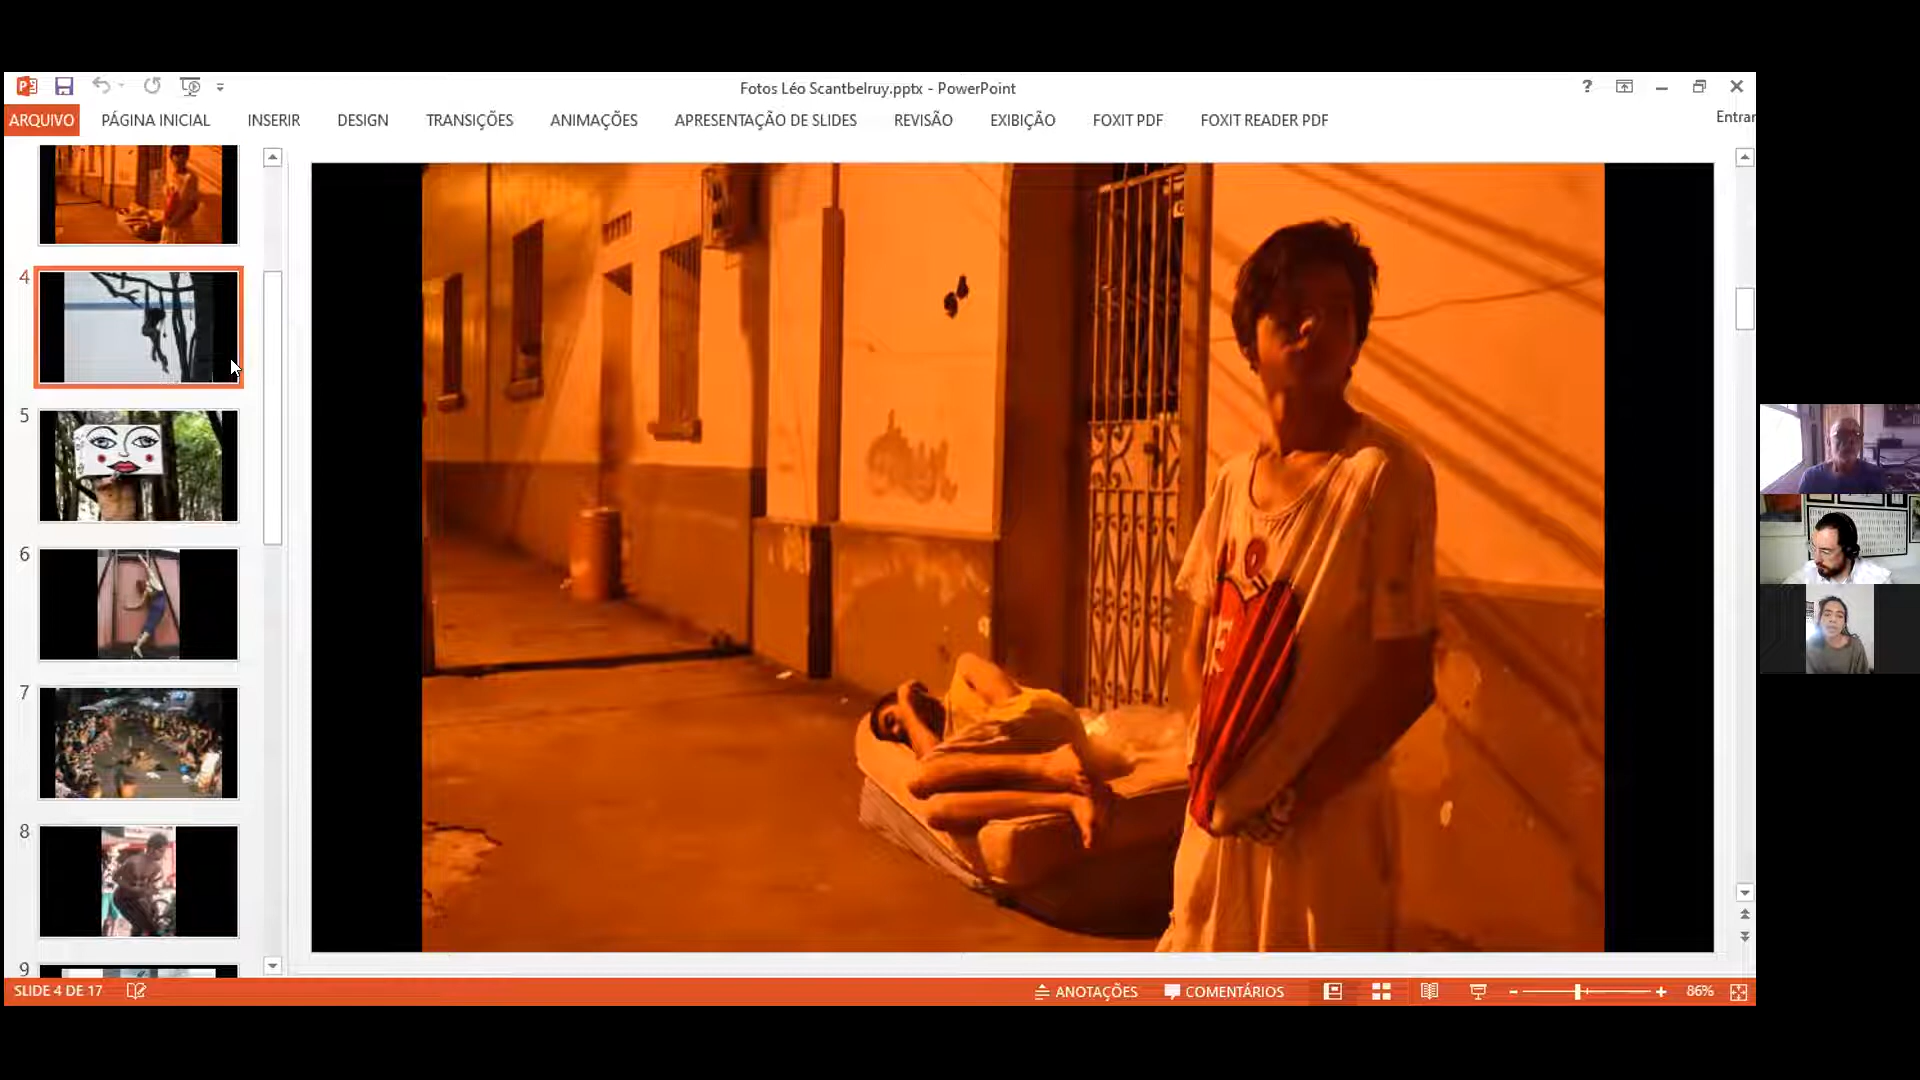 Fotos Léo Scantbelruy.pptx - PowerPoint
?
ARQUIVO PÁGINA INICIAL INSERIR DESIGN TRANSIÇÕES ANIMAÇÕES APRESENTAÇÃO DE SLIDES REVISÃO EXIBIÇÃO FOXIT PDF FOXIT READER PDF Entrar
4
5
6
7
8
9
SLIDE 4 DE 17 ANOTAÇÕES COMENTÁRIOS 86%